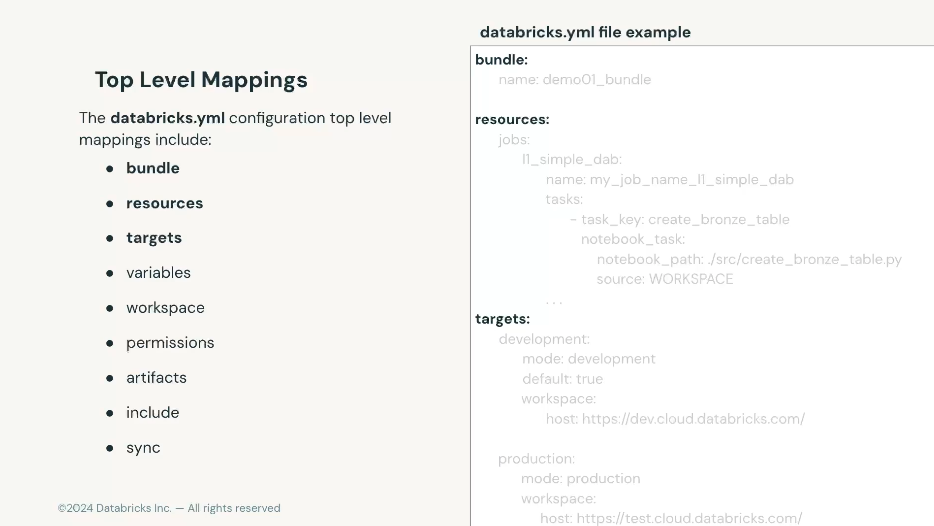 Top Level Mappings
The databricks.yml configuration top level
mappings include:
● bundle
● resources
● targets
● variables
● workspace
● permissions
● artifacts
● include
● sync
©2024 Databricks Inc. — All rights reserved
databricks.yml file example
bundle:
name: demo01_bundle
resources:
jobs:
l1_simple_dab:
name: my_job_name_l1_simple_dab
tasks:
- task_key: create_bronze_table
notebook_task:
notebook_path: ./src/create_bronze_table.py
source: WORKSPACE
...
targets:
development:
mode: development
default: true
workspace:
host: https://dev.cloud.databricks.com/
production:
mode: production
workspace:
host: https://test.cloud.databricks.com/